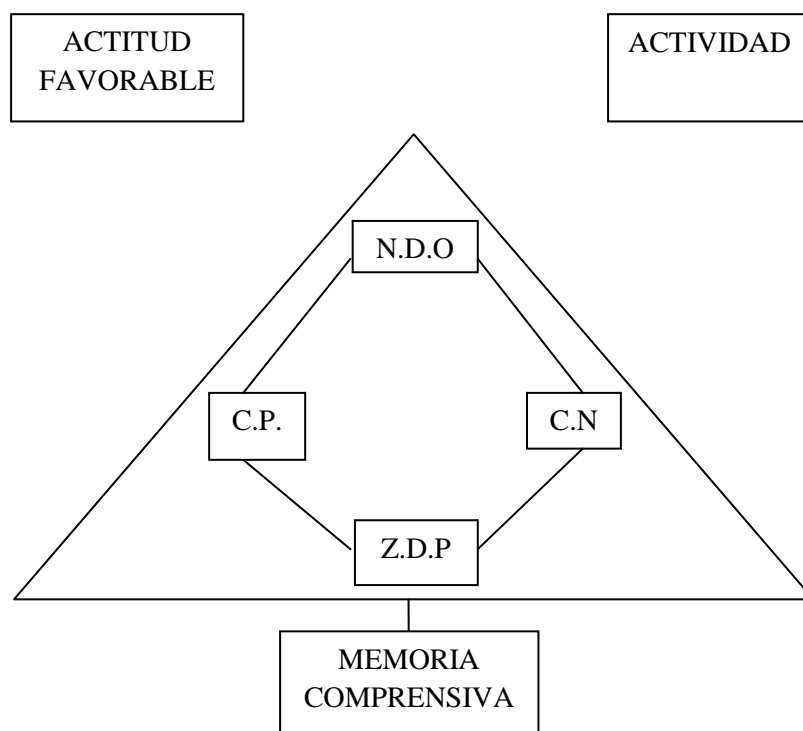 ACTITUD
FAVORABLE
ACTIVIDAD
N.D.O
C.P.
C.N
Z.D.P
MEMORIA
COMPRENSIVA